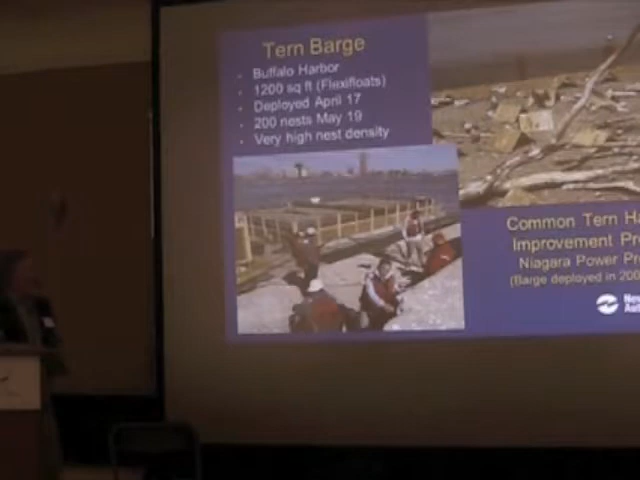 Tern Barge
Buffalo Harbor
1200 sq ft (Flexifloats)
Deployed April 17
200 nests May 19
Very high nest density
Common Tern Ha
Improvement Pr
Niagara Power Pr
(Barge deployed in 200